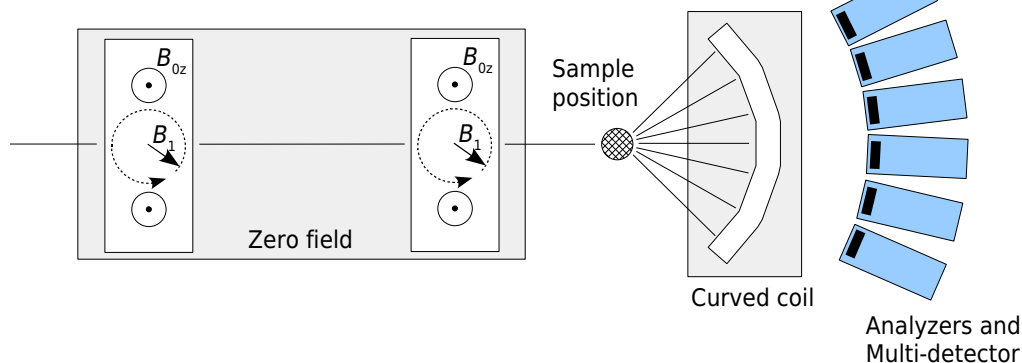 B0z
B1
B0z
B1
Zero field
Sample
position
Curved coil
Analyzers and
Multi-detector